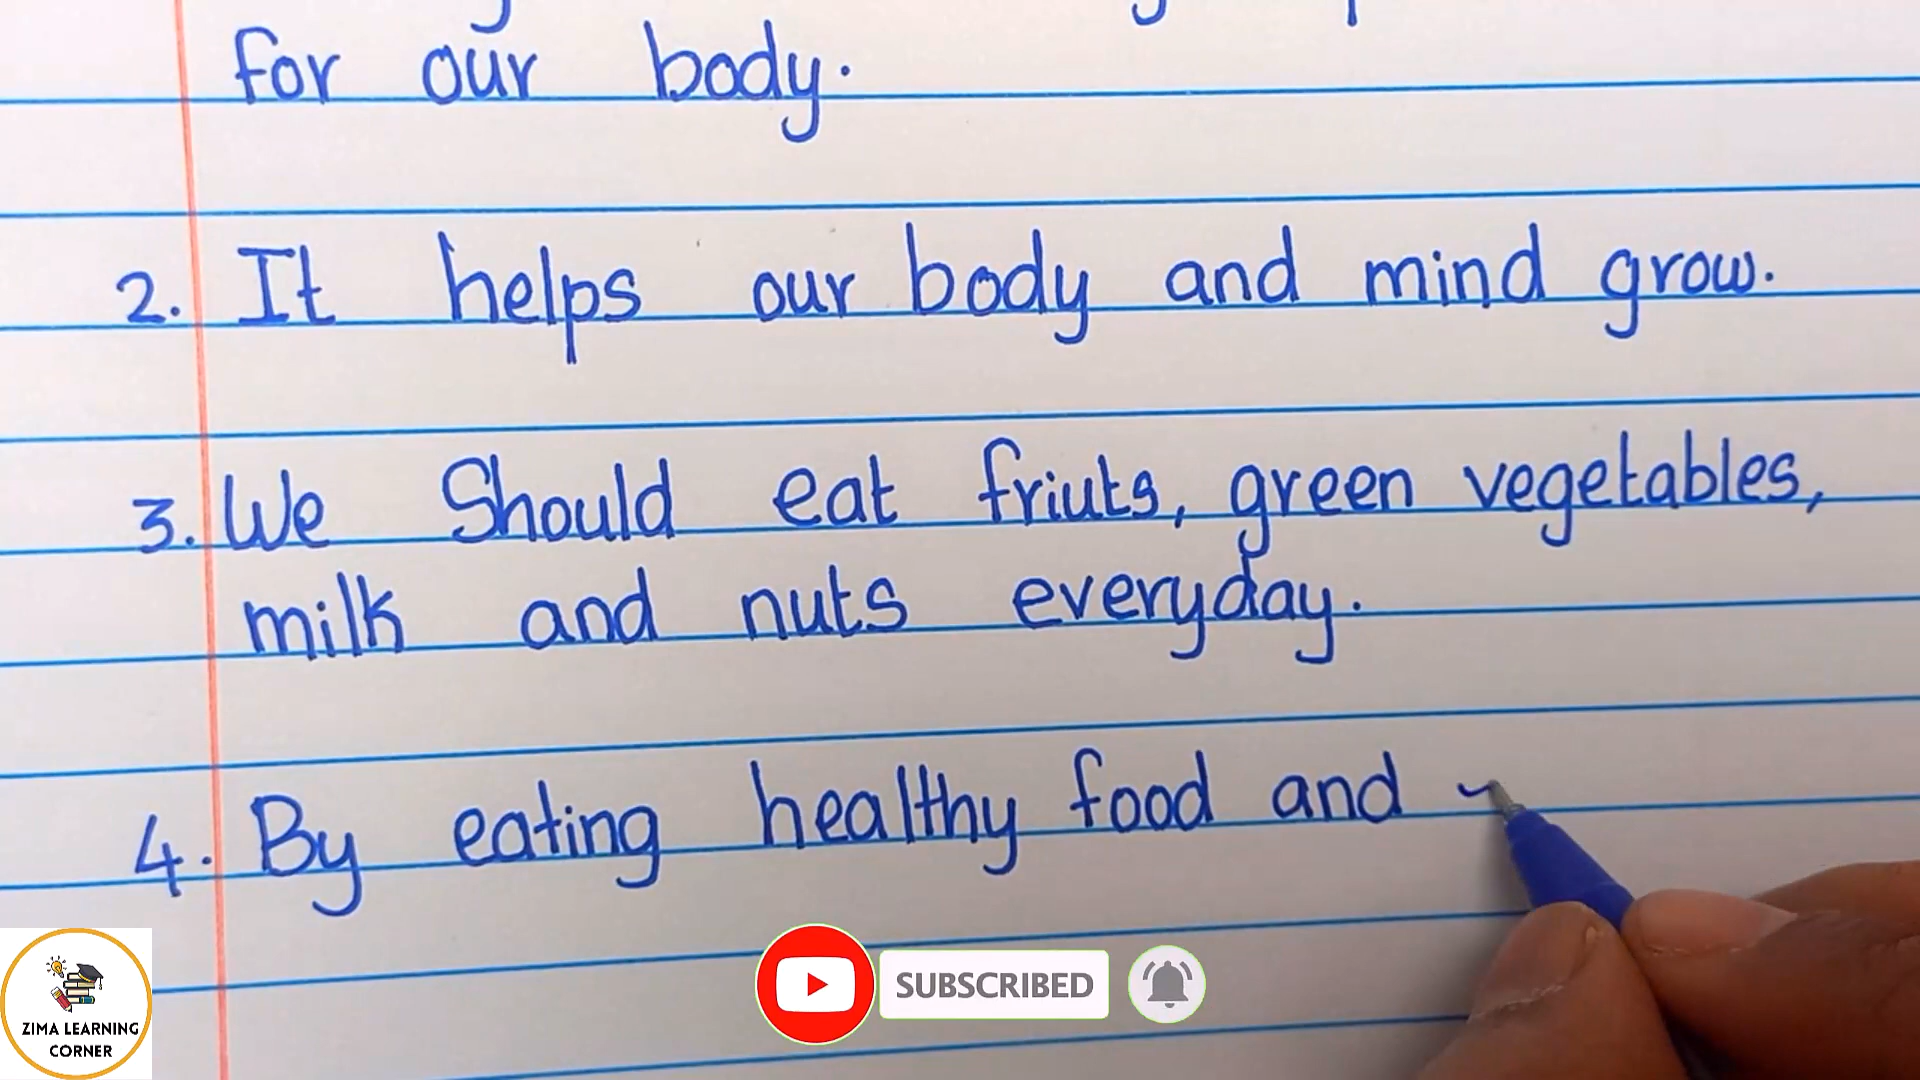 for our body.
2. It helps our body and mind grow.
3. We Should eat friuts, green vegetables,
milk and nuts everyday.
4. By eating healthy food and
SUBSCRIBED
ZIMA LEARNING
CORNER